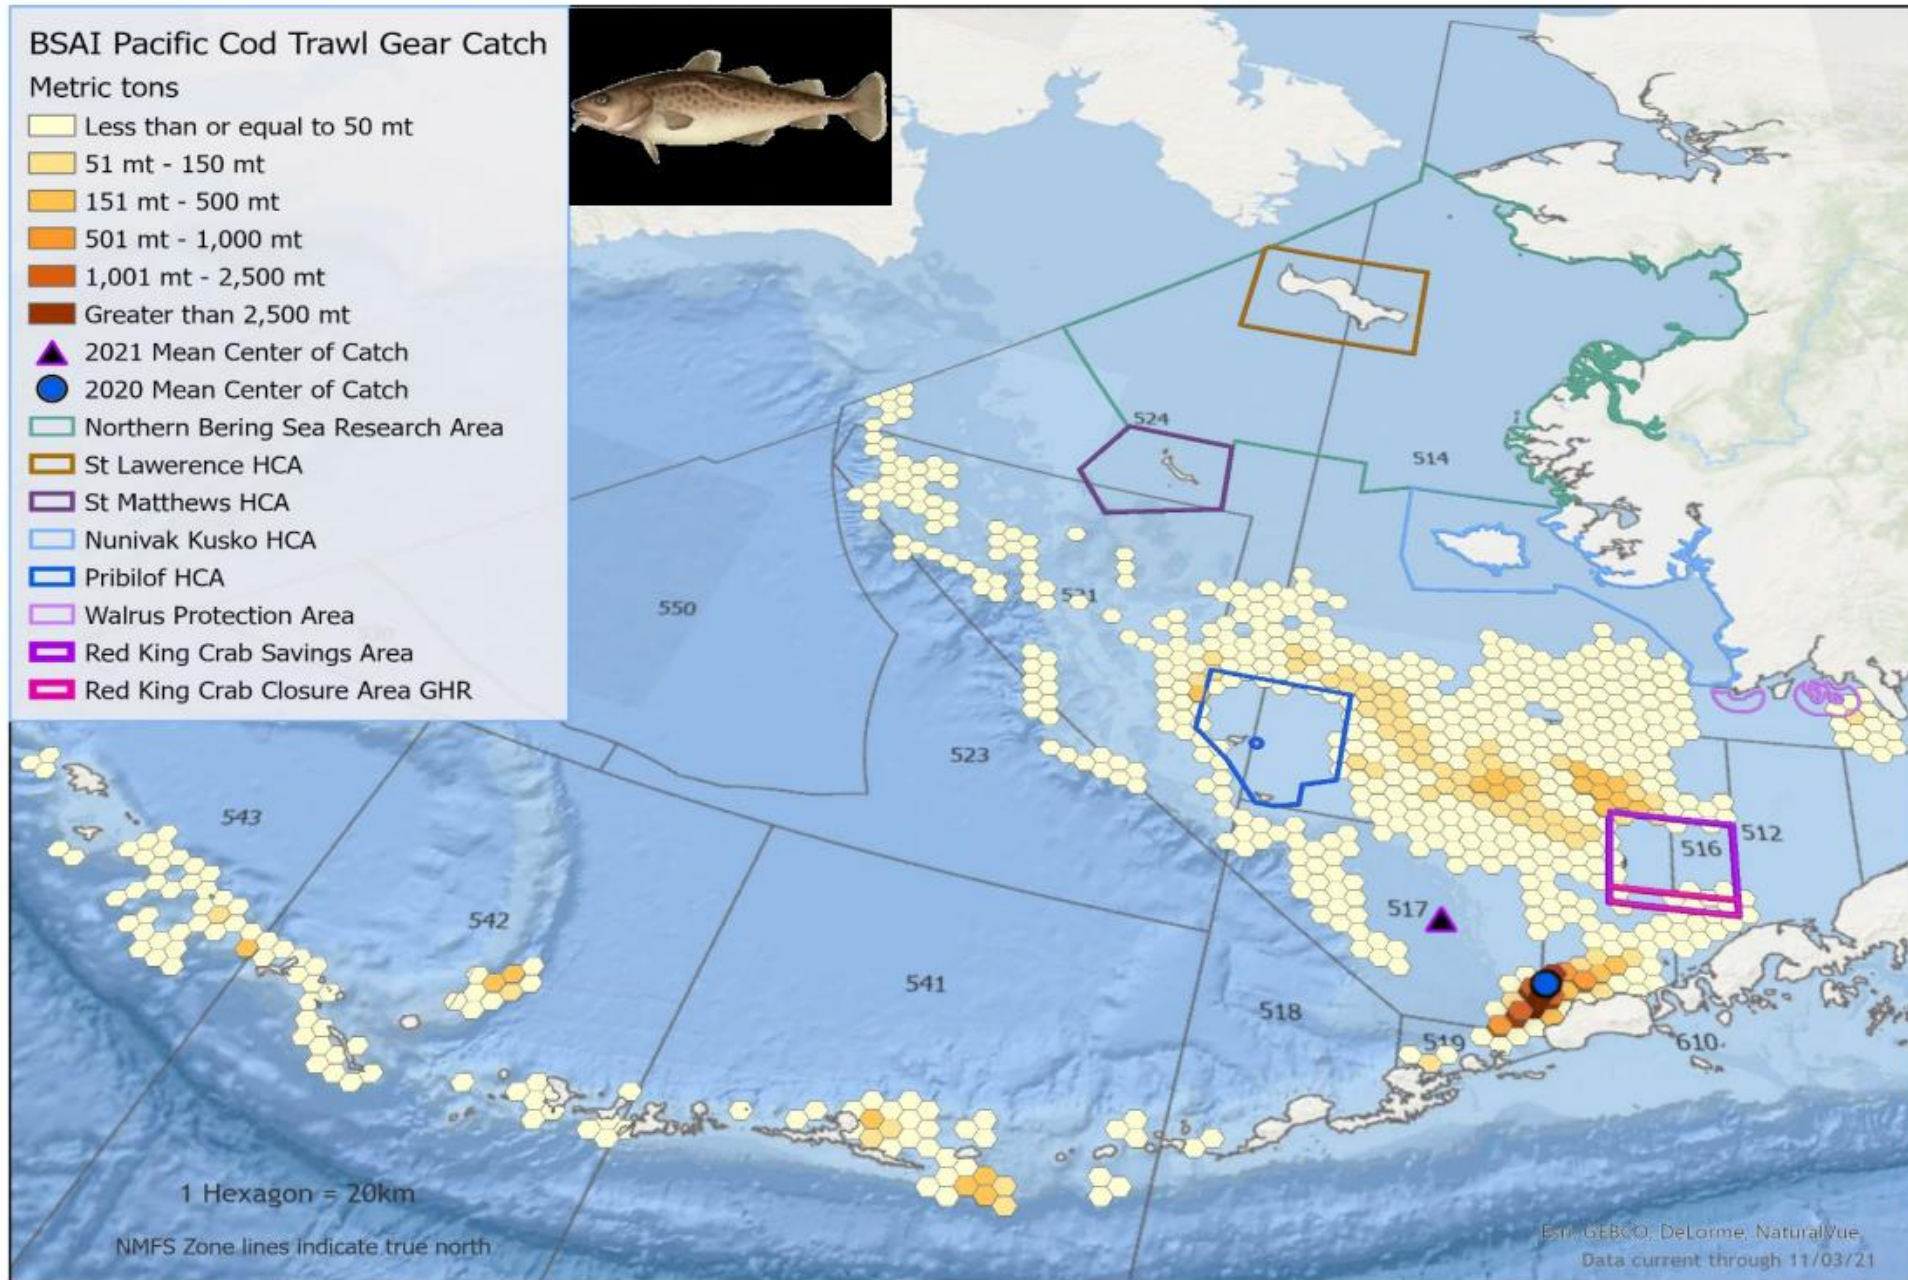 BSAI Pacific Cod Trawl Gear Catch
Metric tons
Less than or equal to 50 mt
51 mt - 150 mt
151 mt - 500 mt
501 mt - 1,000 mt
1,001 mt - 2,500 mt
Greater than 2,500 mt
2021 Mean Center of Catch
2020 Mean Center of Catch
Northern Bering Sea Research Area
St Lawerence HCA
St Matthews HCA
Nunivak Kusko HCA
Pribilof HCA
Walrus Protection Area
Red King Crab Savings Area
Red King Crab Closure Area GHR
524
514
521
550
523
543
512
516
517
542
541
518
519
610
1 Hexagon = 20km
NMFS Zone lines indicate true north
Esri, GEBCO, DeLorme, NaturalVue
Data current through 11/03/21